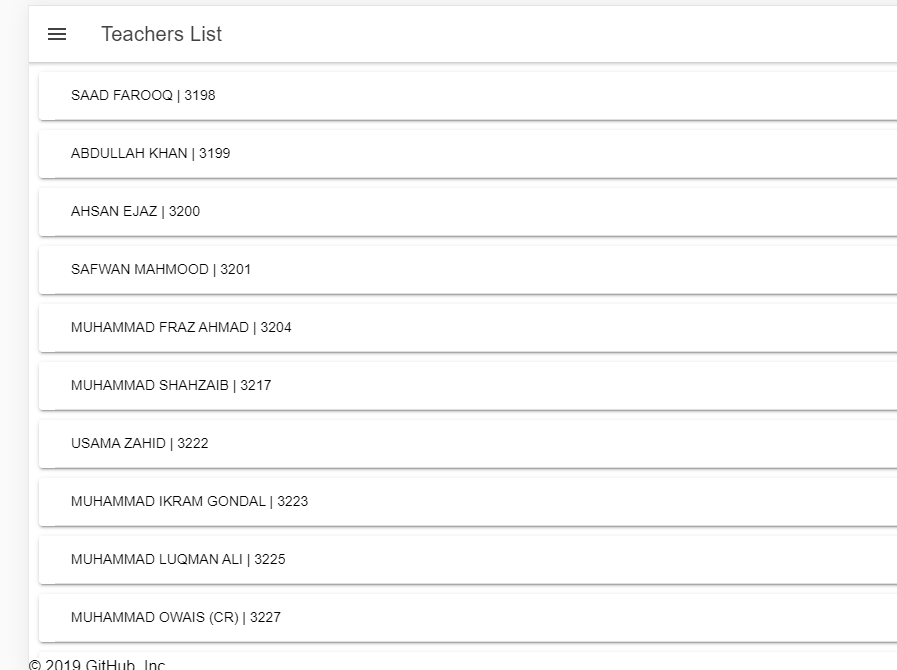 Teachers List
SAAD FAROOQ | 3198
ABDULLAH KHAN | 3199
AHSAN EJAZ | 3200
SAFWAN MAHMOOD | 3201
MUHAMMAD FRAZ AHMAD | 3204
MUHAMMAD SHAHZAIB | 3217
USAMA ZAHID | 3222
MUHAMMAD IKRAM GONDAL | 3223
MUHAMMAD LUQMAN ALI | 3225
MUHAMMAD OWAIS (CR) | 3227
© 2019 GitHub, Inc.